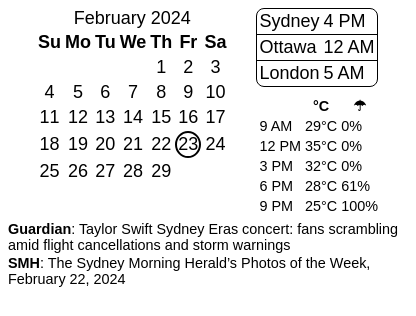 February 2024
Su Mo Tu We Th Fr Sa
1 2 3
4 5 6 7 8 9 10
11 12 13 14 15 16 17
18 19 20 21 22 23 24
25 26 27 28 29
Sydney 4 PM
Ottawa 12 AM
London 5 AM
°C ☂
9 AM 29°C 0%
12 PM 35°C 0%
3 PM 32°C 0%
6 PM 28°C 61%
9 PM 25°C 100%
Guardian: Taylor Swift Sydney Eras concert: fans scrambling
amid flight cancellations and storm warnings
SMH: The Sydney Morning Herald’s Photos of the Week,
February 22, 2024